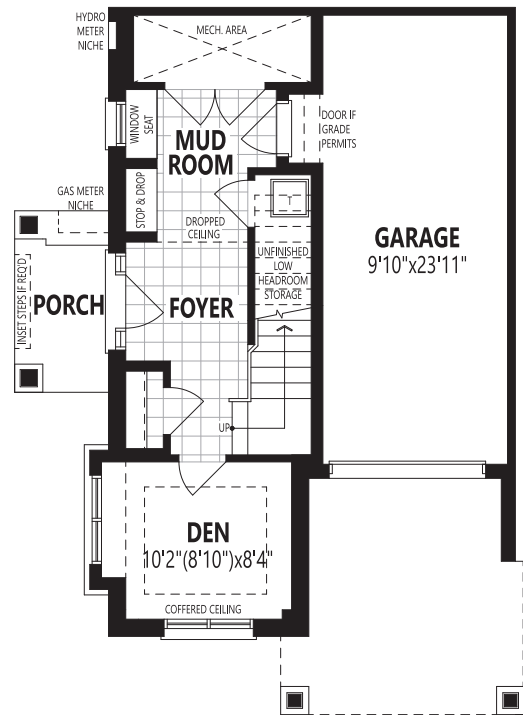 HYDRO
METER
NICHE
MECH. AREA
WINDOW
SEAT
MUD
ROOM
DOOR IF
GRADE
PERMITS
GAS METER
NICHE
STOP & DROP
T
DROPPED
CEILING
UNFINISHED
LOW
HEADROOM
STORAGE
GARAGE
9'10"x23'11"
INSET STEPS IF REQ'D
PORCH
FOYER
UP
DEN
10'2"(8'10")x8'4"
COFFERED CEILING